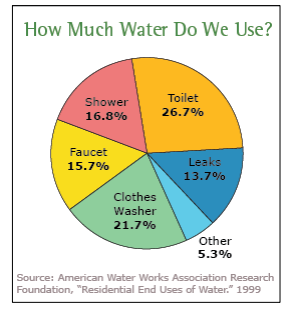 How Much Water Do We Use?
Toilet
26.7%
Leaks
13.7%
Other
5.3%
Clothes
Washer
21.7%
Faucet
15.7%
Shower
16.8%
Source: American Water Works Association Research
Foundation, “Residential End Uses of Water.” 1999